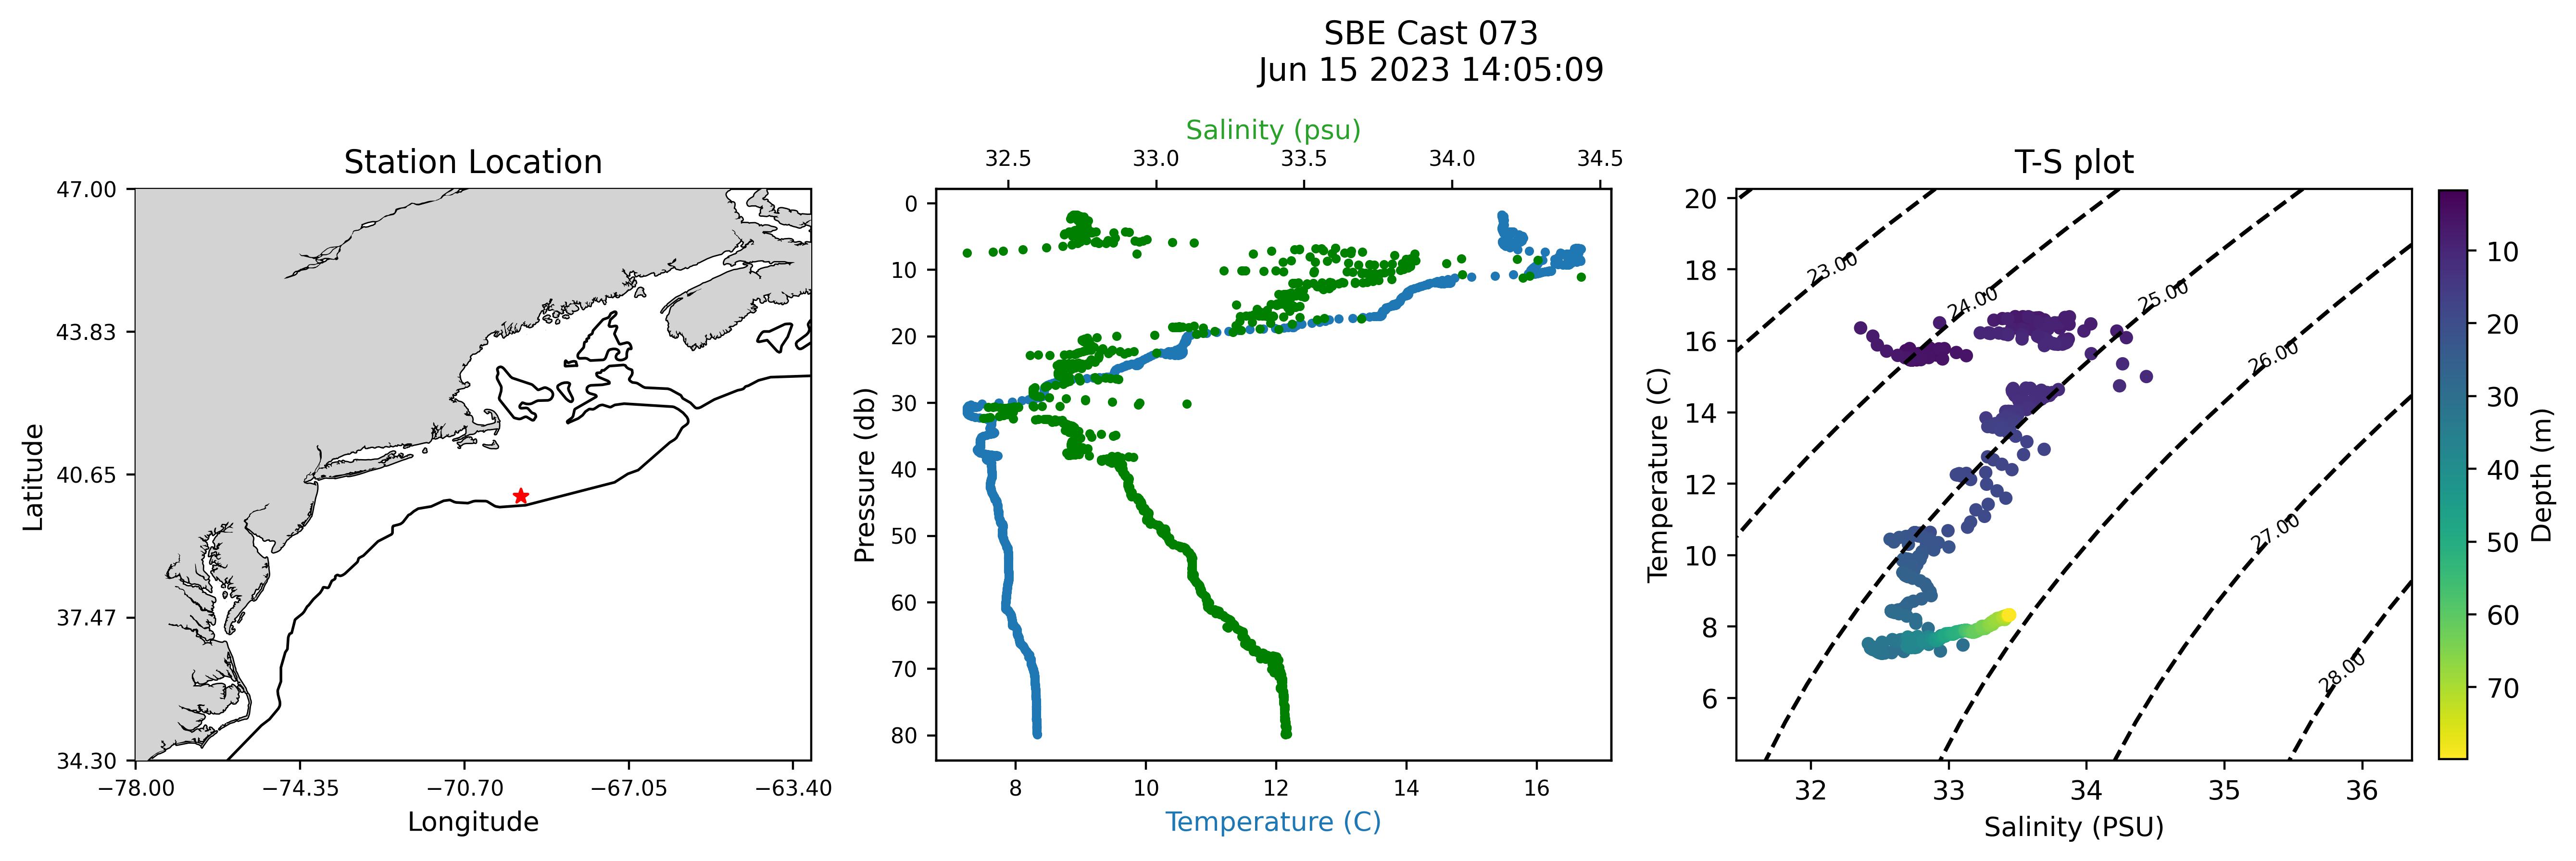 SBE Cast 073
Jun 15 2023 14:05:09
Station Location
47.00
43.83
40.65
37.47
34.30
Latitude
−78.00 −74.35 −70.70 −67.05 −63.40
Longitude
Salinity (psu)
32.5 33.0 33.5 34.0 34.5
0
10
20
30
40
50
60
70
80
Pressure (db)
8 10 12 14 16
Temperature (C)
T-S plot
20
18
16
14
12
10
8
6
Temperature (C)
23.00
24.00
25.00
26.00
27.00
28.00
32 33 34 35 36
Salinity (PSU)
10
20
30
40
50
60
70
Depth (m)